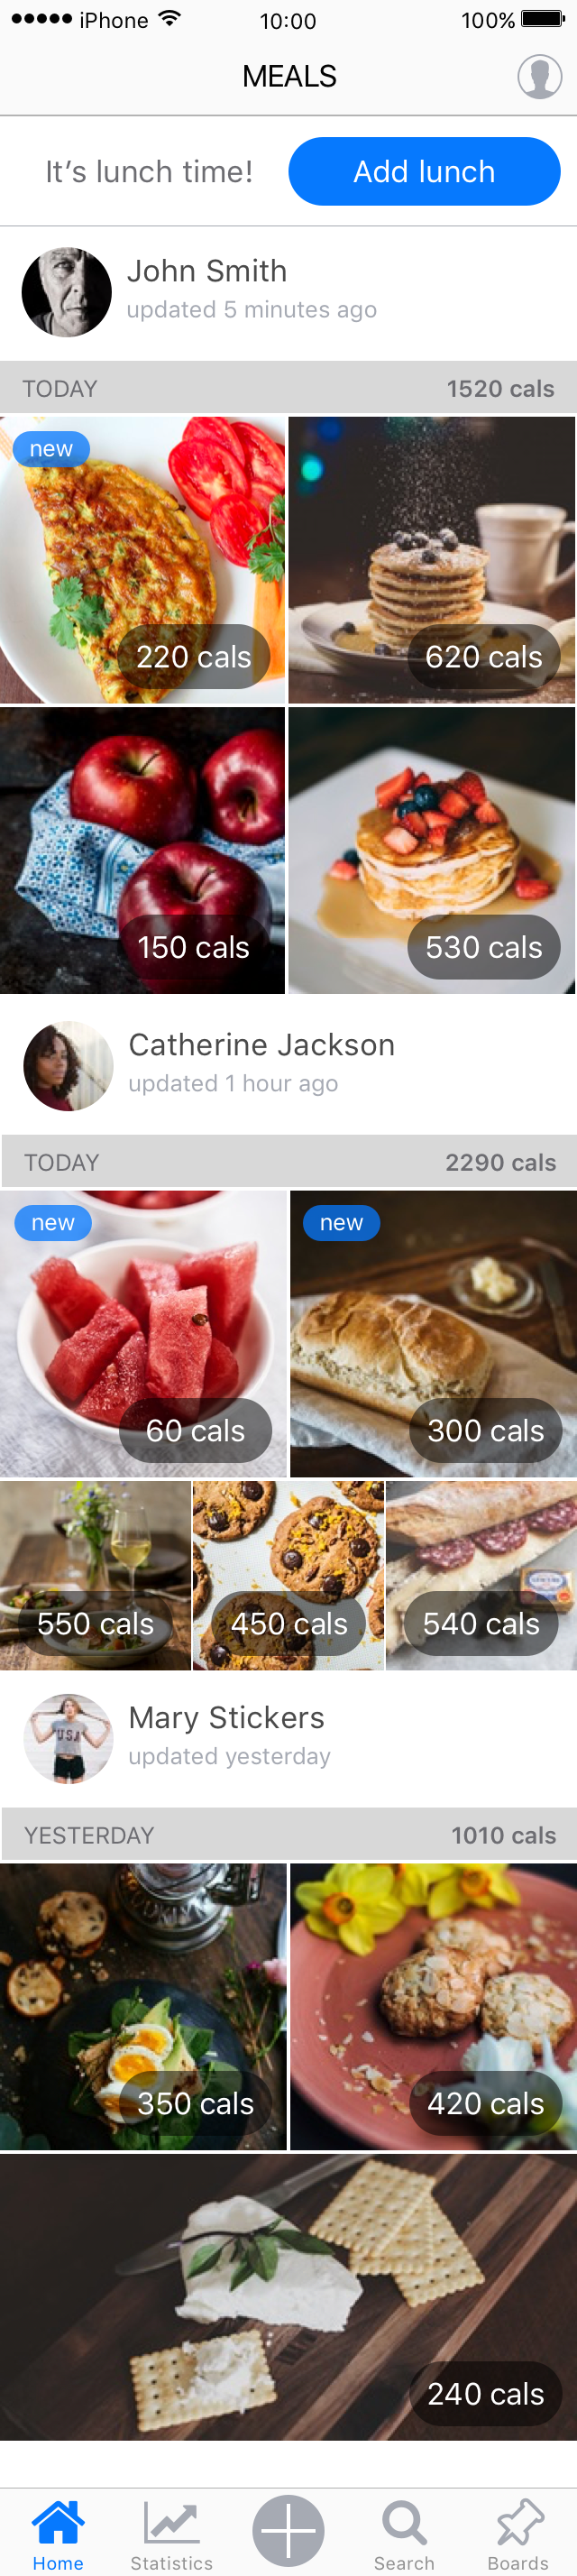 iPhone 10:00 100%
MEALS
It's lunch time! Add lunch
John Smith
updated 5 minutes ago
TODAY 1520 cals
new
220 cals 620 cals
150 cals 530 cals
Catherine Jackson
updated 1 hour ago
TODAY 2290 cals
new new
60 cals 300 cals
550 cals 450 cals 540 cals
Mary Stickers
USA
updated yesterday
YESTERDAY 1010 cals
350 cals 420 cals
240 cals
Home Statistics Search Boards